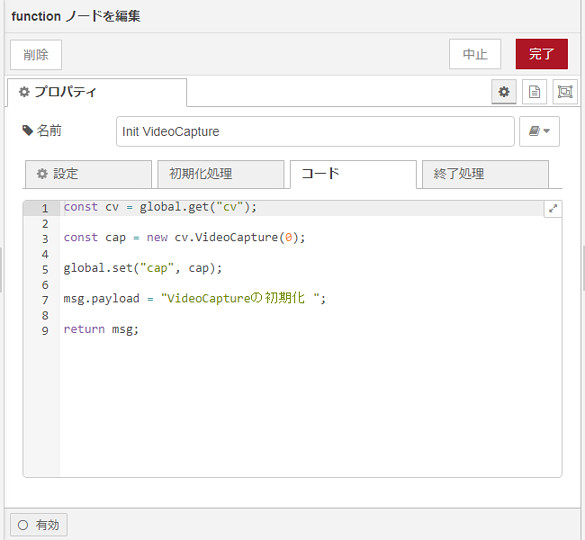 function ノードを編集
削除
中止
完了
プロパティ
名前
Init VideoCapture
設定
初期化処理
コード
終了処理
1 const cv = global.get("cv");
2
3 const cap = new cv.VideoCapture(0);
4
5 global.set("cap", cap);
6
7 msg.payload = "VideoCaptureの初期化 ";
8
9 return msg;
有効